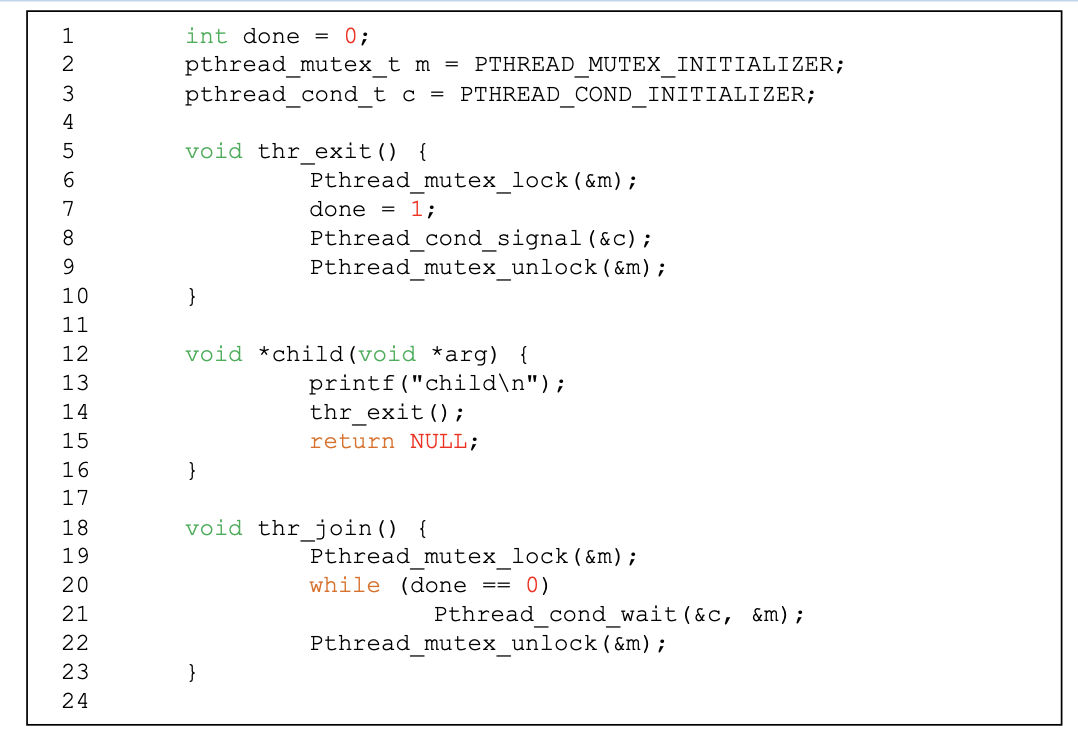 1 int done = 0;
2 pthread_mutex_t m = PTHREAD_MUTEX_INITIALIZER;
3 pthread_cond_t c = PTHREAD_COND_INITIALIZER;
4
5 void thr_exit() {
6 Pthread_mutex_lock(&m);
7 done = 1;
8 Pthread_cond_signal(&c);
9 Pthread_mutex_unlock(&m);
10 }
11
12 void *child(void *arg) {
13 printf("child\n");
14 thr_exit();
15 return NULL;
16 }
17
18 void thr_join() {
19 Pthread_mutex_lock(&m);
20 while (done == 0)
21 Pthread_cond_wait(&c, &m);
22 Pthread_mutex_unlock(&m);
23 }
24